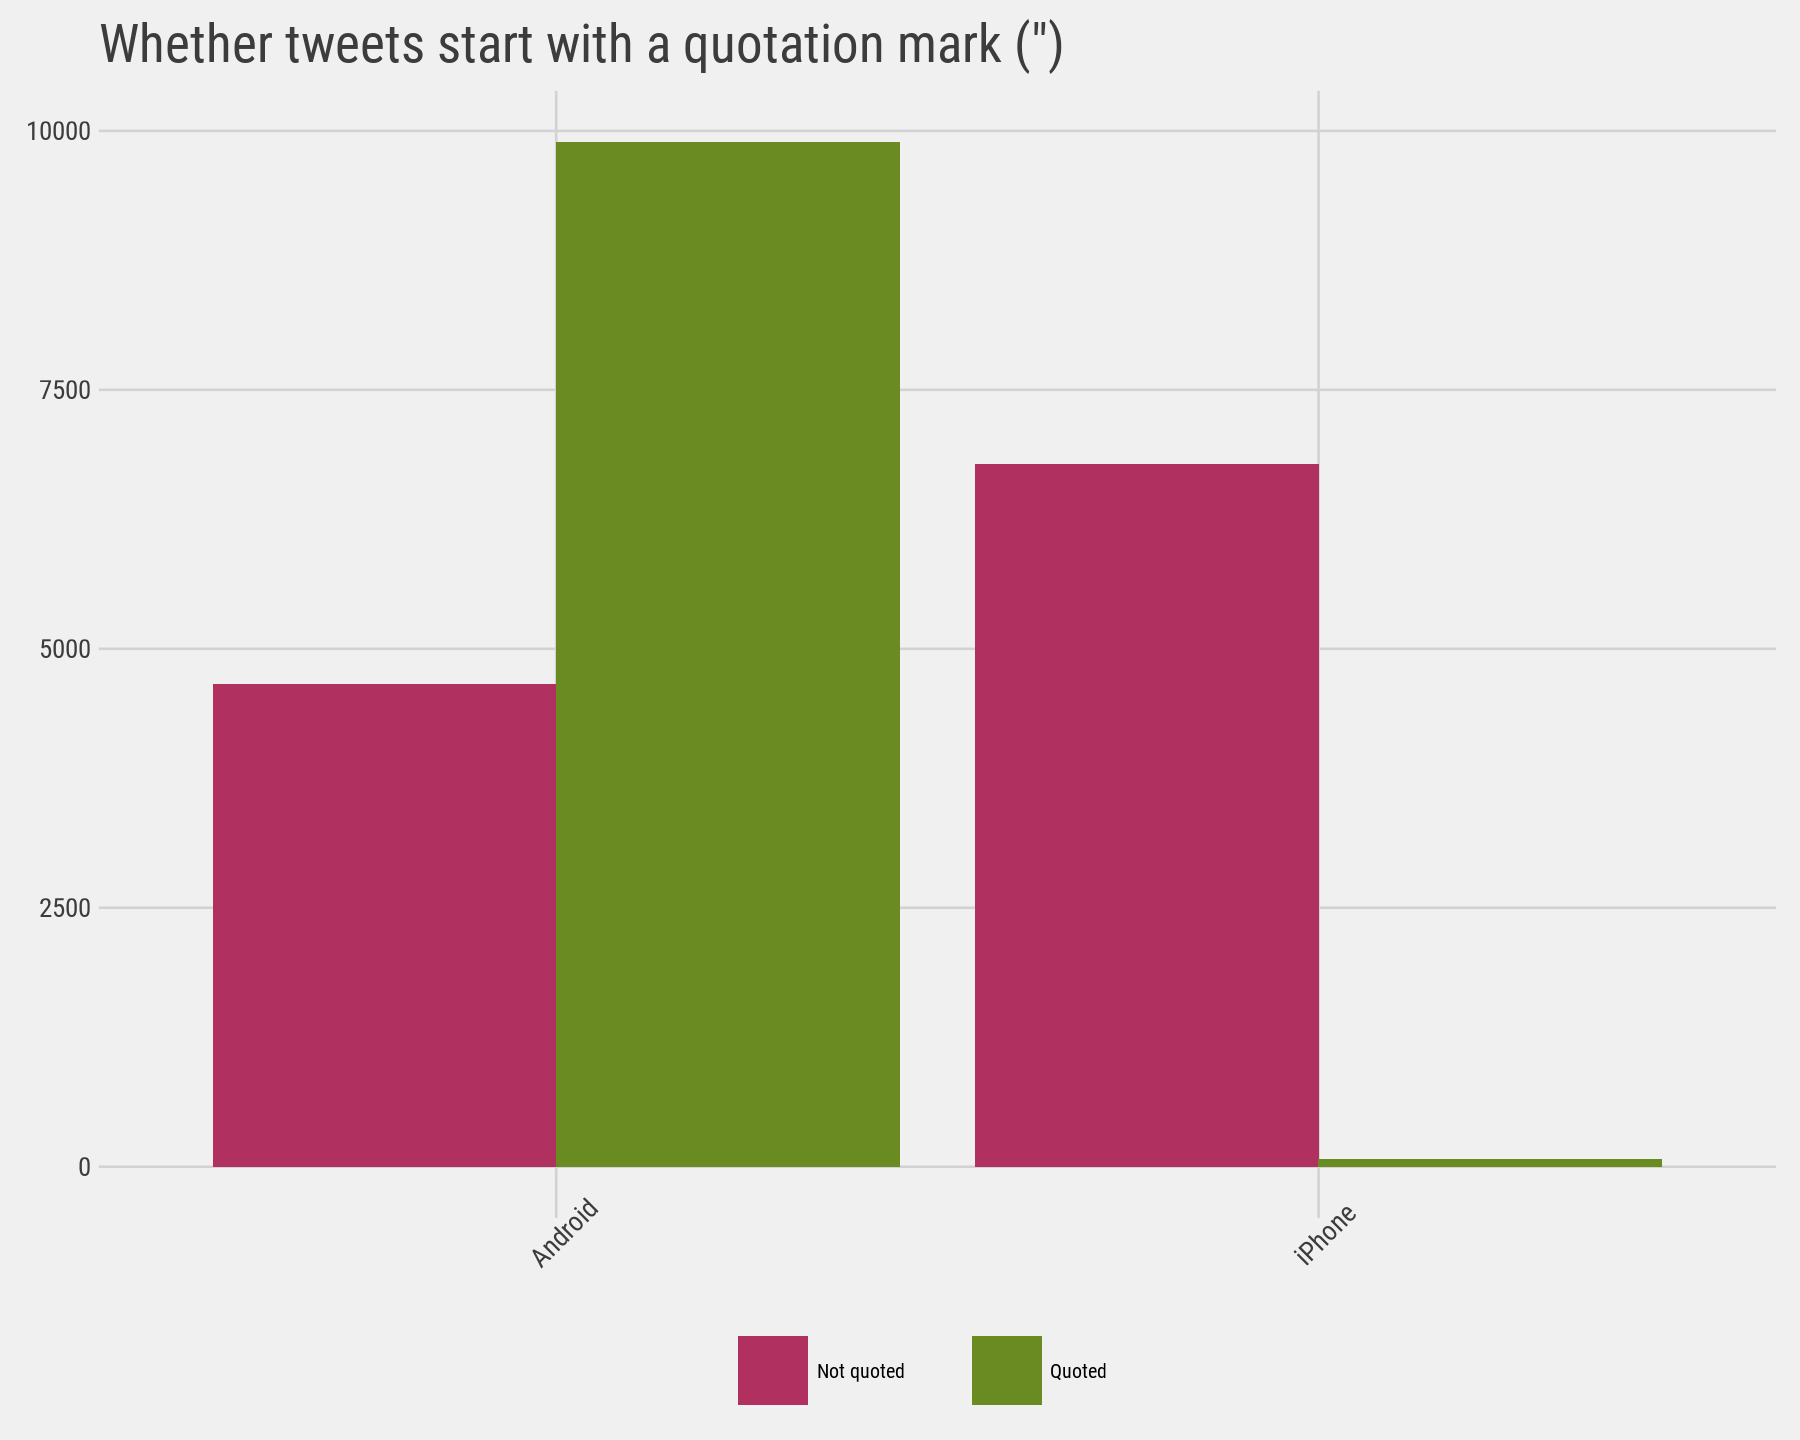 Whether tweets start with a quotation mark (")
10000
7500
5000
2500
0
Android
iPhone
Not quoted
Quoted